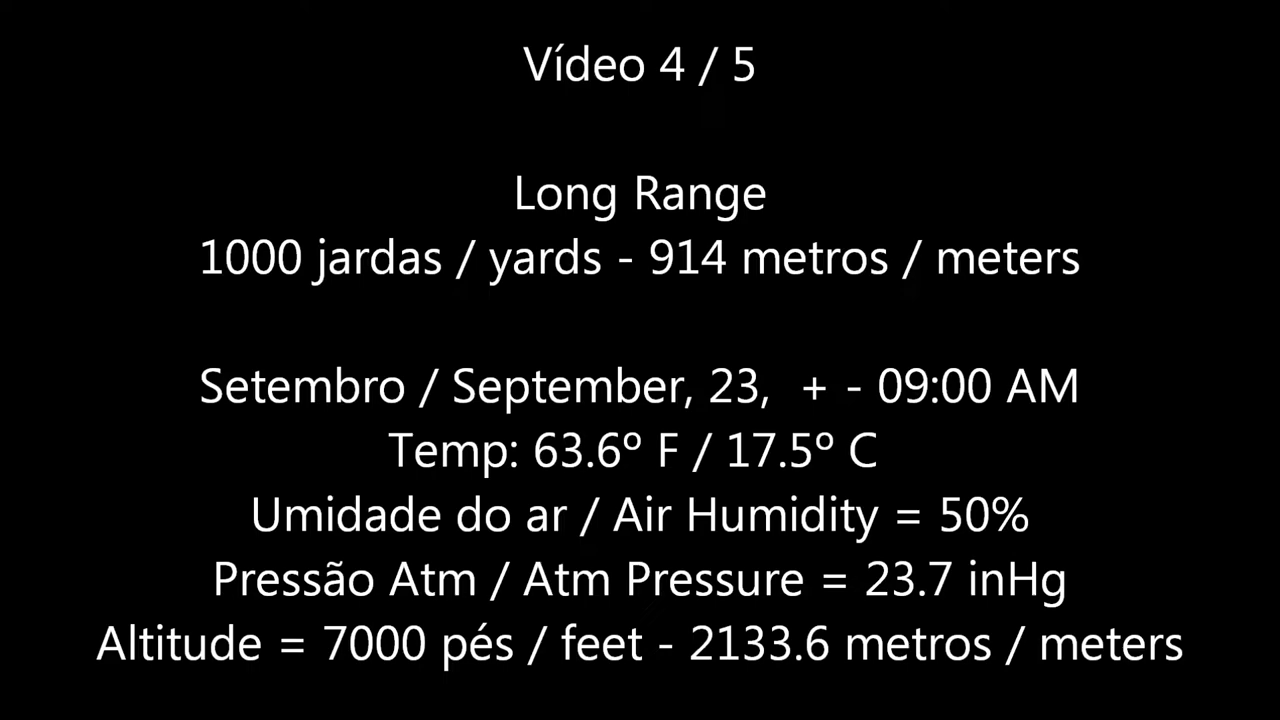 Vídeo 4 / 5
Long Range
1000 jardas / yards - 914 metros / meters
Setembro / September, 23,  + - 09:00 AM
Temp: 63.6º F / 17.5º C
Umidade do ar / Air Humidity = 50%
Pressão Atm / Atm Pressure = 23.7 inHg
Altitude = 7000 pés / feet - 2133.6 metros / meters